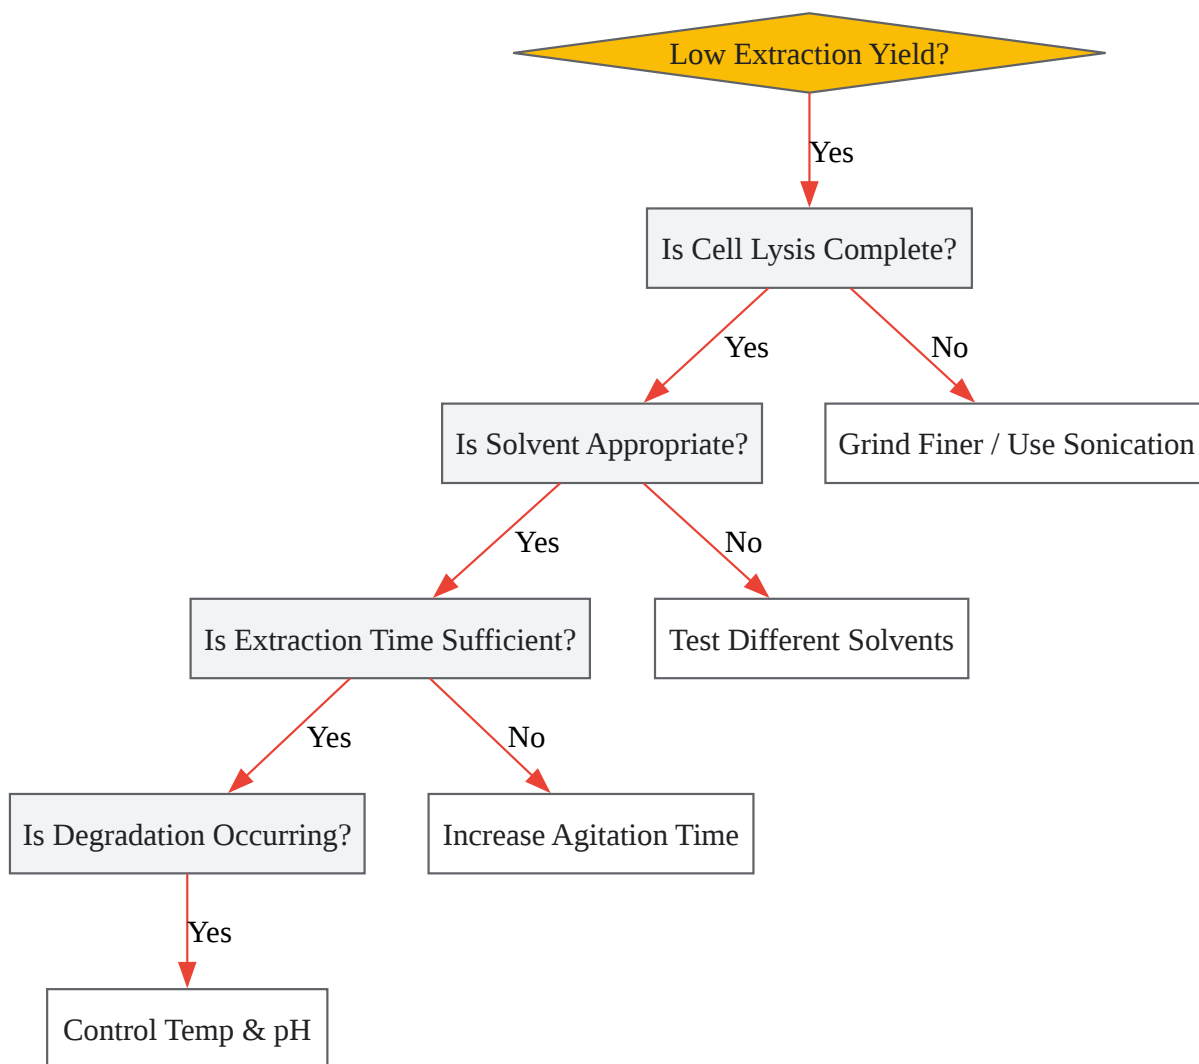 Low Extraction Yield?
Yes
Is Cell Lysis Complete?
Yes
No
Is Solvent Appropriate?
Grind Finer / Use Sonication
Yes
No
Is Extraction Time Sufficient?
Test Different Solvents
Yes
No
Is Degradation Occurring?
Increase Agitation Time
Yes
Control Temp & pH